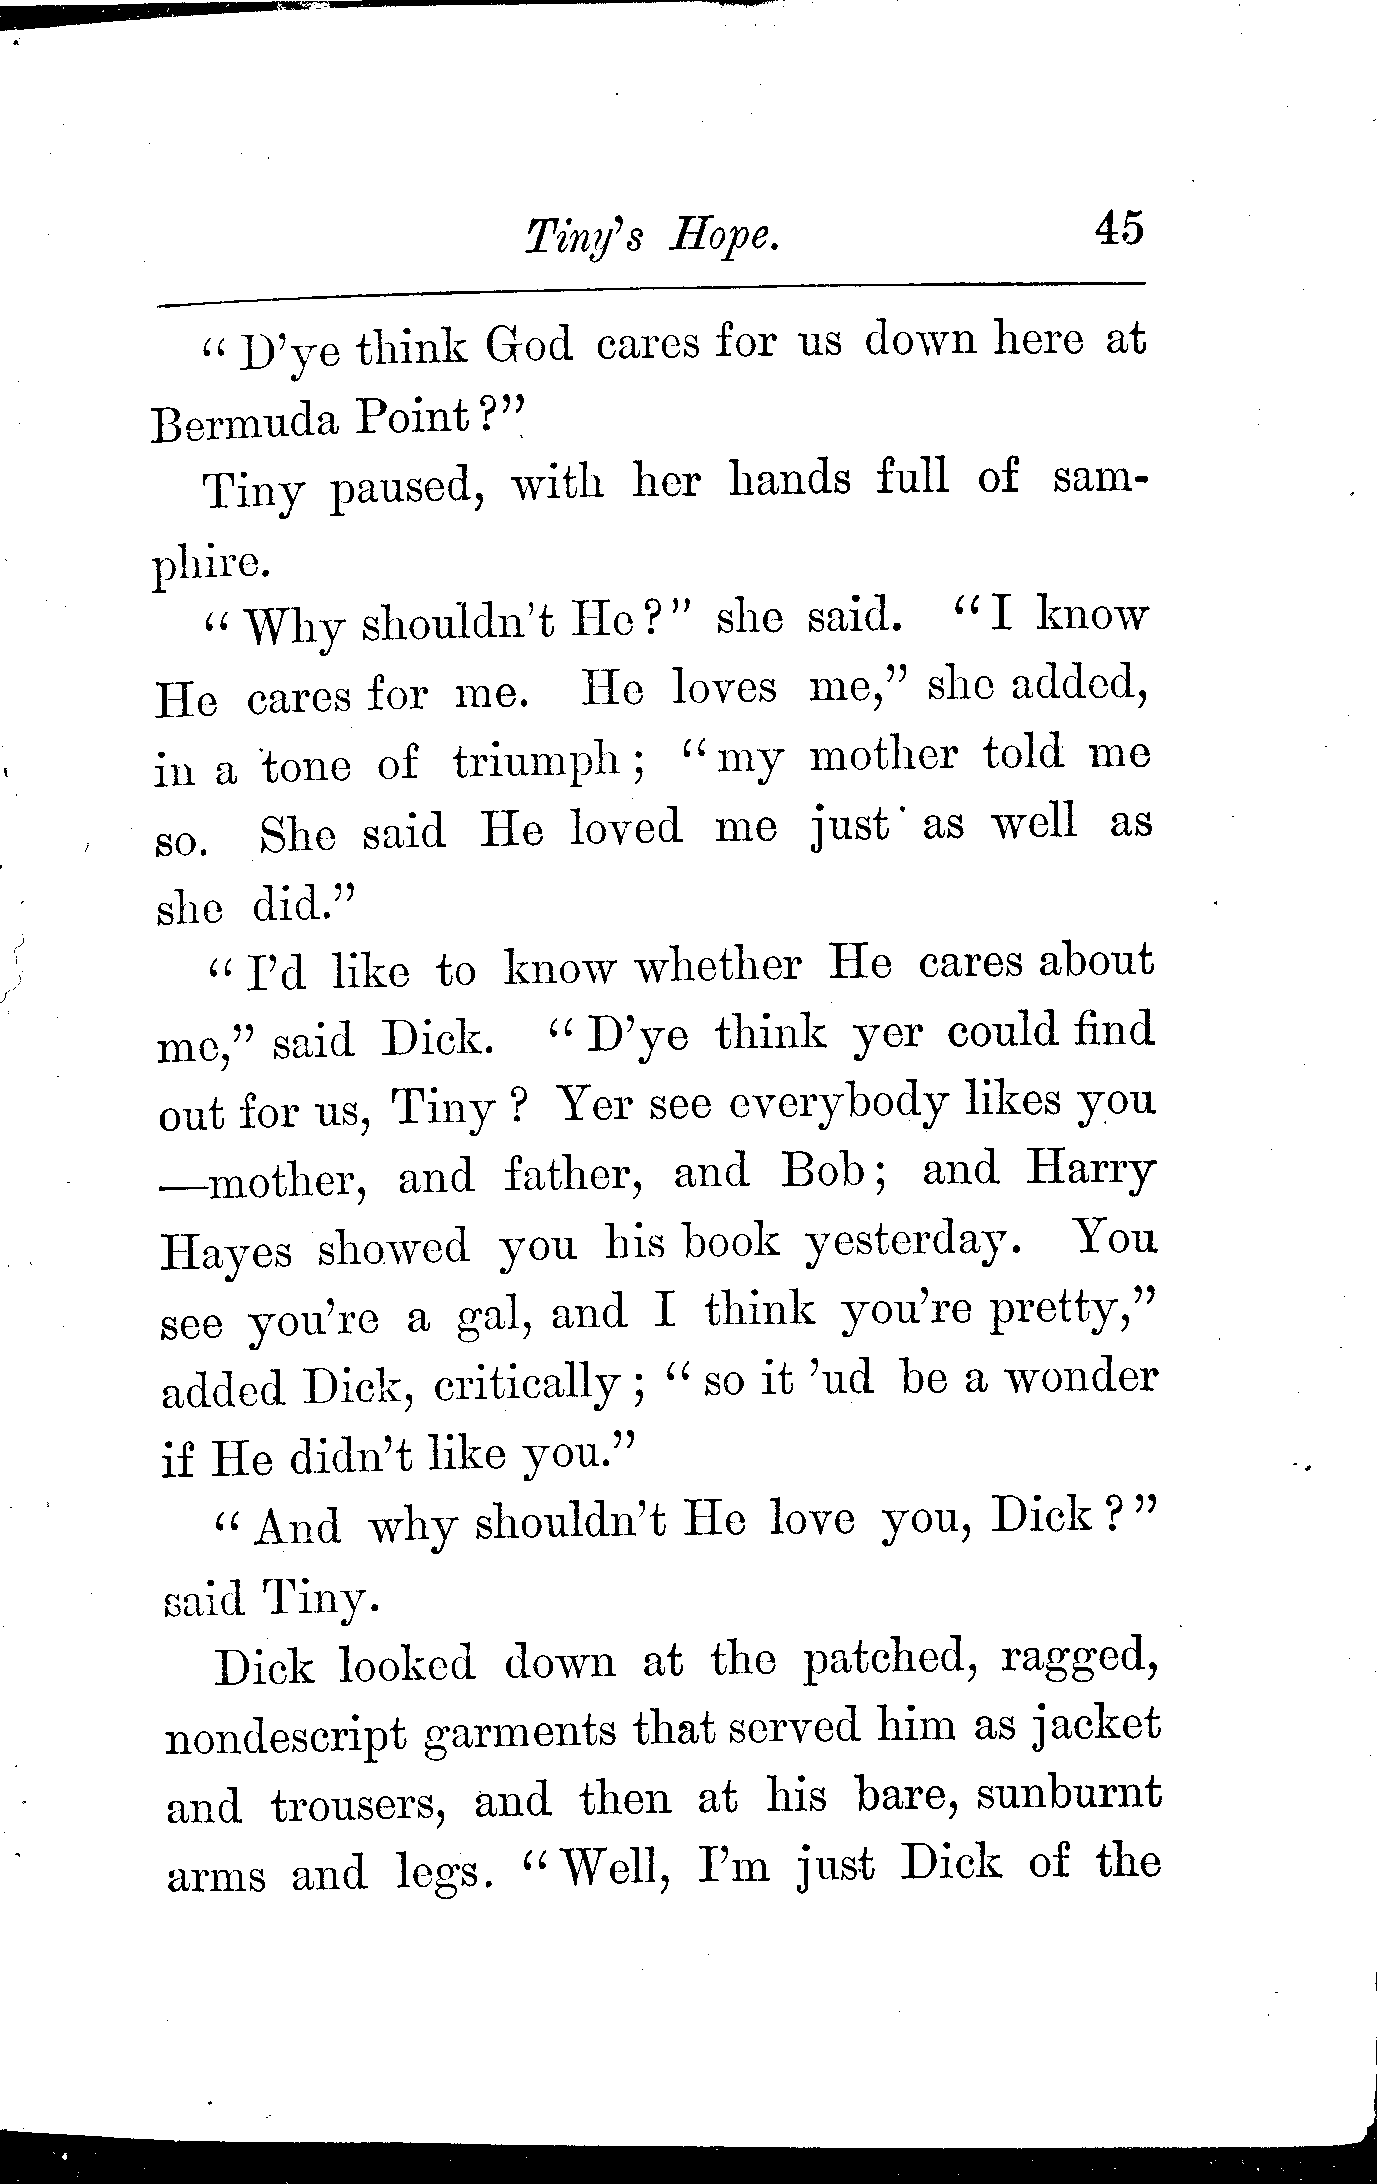 Tiny's Hope. 45
“ D’ye think God cares for us down here at
Bermuda Point?”
Tiny paused, with her hands full of sam-
phire.
“ Why shouldn’t He?” she said. “I know
He cares for me. He loves me,” she added,
in a tone of triumph; “my mother told me
so. She said He loved me just as well as
she did.”
“ I’d like to know whether He cares about
me,” said Dick. “ D’ye think yer could find
out for us, Tiny? Yer see everybody likes you
—mother, and father, and Bob; and Harry
Hayes showed you his book yesterday. You
see you’re a gal, and I think you’re pretty,”
added Dick, critically; “ so it ’ud be a wonder
if He didn’t like you.”
“ And why shouldn’t He love you, Dick?”
said Tiny.
Dick looked down at the patched, ragged,
nondescript garments that served him as jacket
and trousers, and then at his bare, sunburnt
arms and legs. “Well, I’m just Dick of the